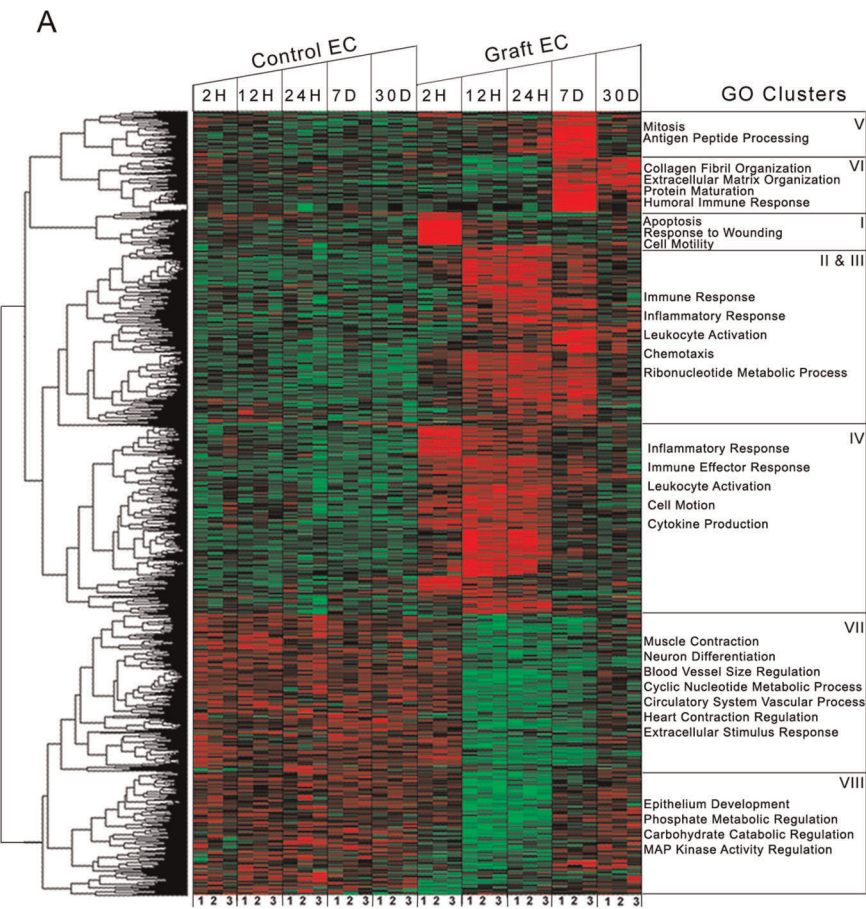 A
Control EC
Graft EC
2H 12H 24H 7D 30D 2H 12H 24H 7D 30D
GO Clusters
V
Mitosis
Antigen Peptide Processing
VI
Collagen Fibril Organization
Extracellular Matrix Organization
Protein Maturation
Humoral Immune Response
I
Apoptosis
Response to Wounding
Cell Motility
II & III
Immune Response
Inflammatory Response
Leukocyte Activation
Chemotaxis
Ribonucleotide Metabolic Process
IV
Inflammatory Response
Immune Effector Response
Leukocyte Activation
Cell Motion
Cytokine Production
VII
Muscle Contraction
Neuron Differentiation
Blood Vessel Size Regulation
Cyclic Nucleotide Metabolic Process
Circulatory System Vascular Process
Heart Contraction Regulation
Extracellular Stimulus Response
VIII
Epithelium Development
Phosphate Metabolic Regulation
Carbohydrate Catabolic Regulation
MAP Kinase Activity Regulation
1 2 3 1 2 3 1 2 3 1 2 3 1 2 3 1 2 3 1 2 3 1 2 3 1 2 3 1 2 3